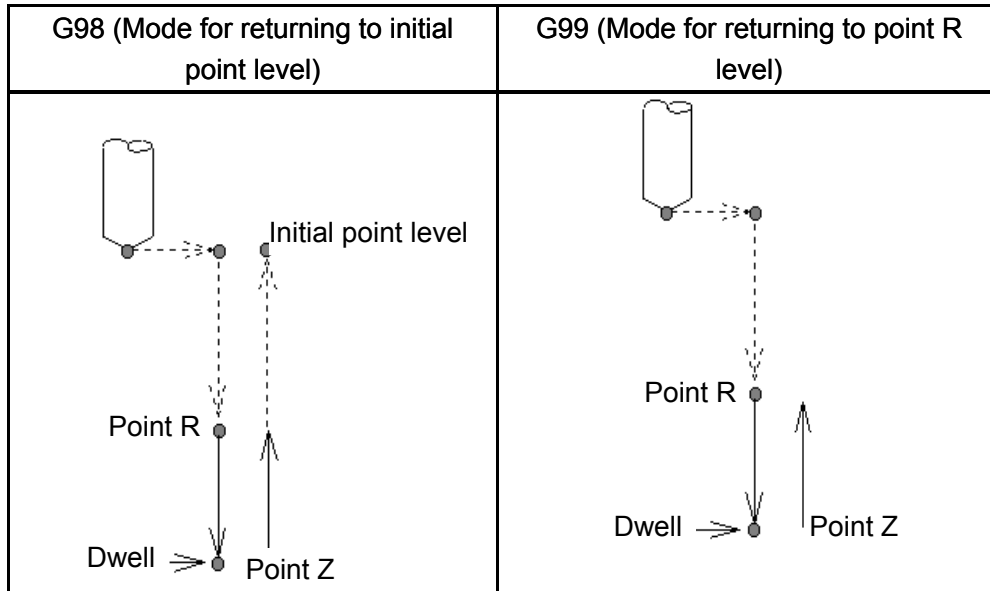 G98 (Mode for returning to initial
point level)
G99 (Mode for returning to point R
level)
Initial point level
Point R
Dwell
Point Z
Point R
Dwell
Point Z